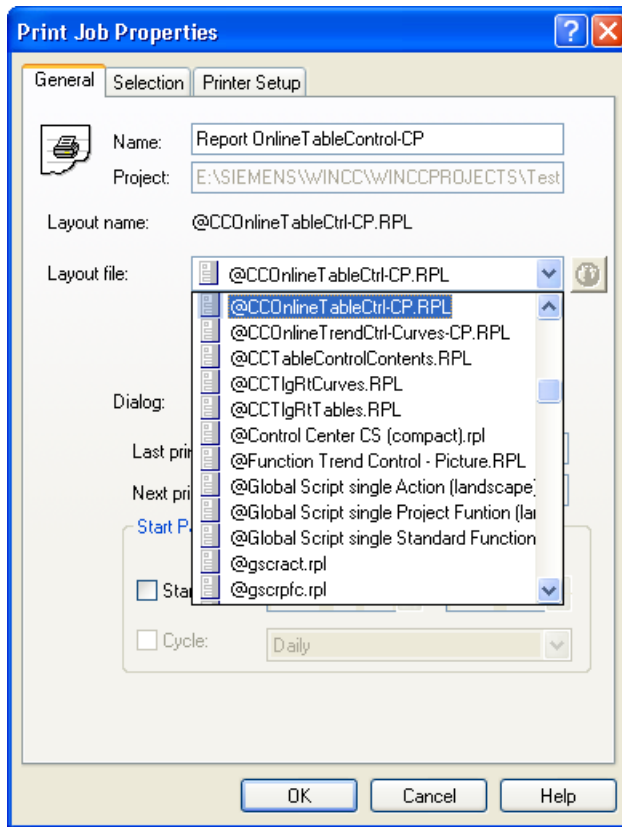 Print Job Properties
General Selection Printer Setup
Name: Report OnlineTableControl-CP
Project: E:\SIEMENS\WINCC\WINCCPROJECTS\Test
Layout name: @CCOnlineTableCtrl-CP.RPL
Layout file: @CCOnlineTableCtrl-CP.RPL
@CCOnlineTableCtrl-CP.RPL
@CCOnlineTrendCtrl-Curves-CP.RPL
@CCTableControlContents.RPL
@CCTlgRtCurves.RPL
Dialog: @CCTlgRtTables.RPL
@Control Center CS (compact).rpl
Last prin @Function Trend Control - Picture.RPL
@Global Script single Action (landscape)
Next pri @Global Script single Project Funtion (lan
Start P @Global Script single Standard Function
@gscract.rpl
Star @gscrpfc.rpl
Cycle: Daily
OK Cancel Help